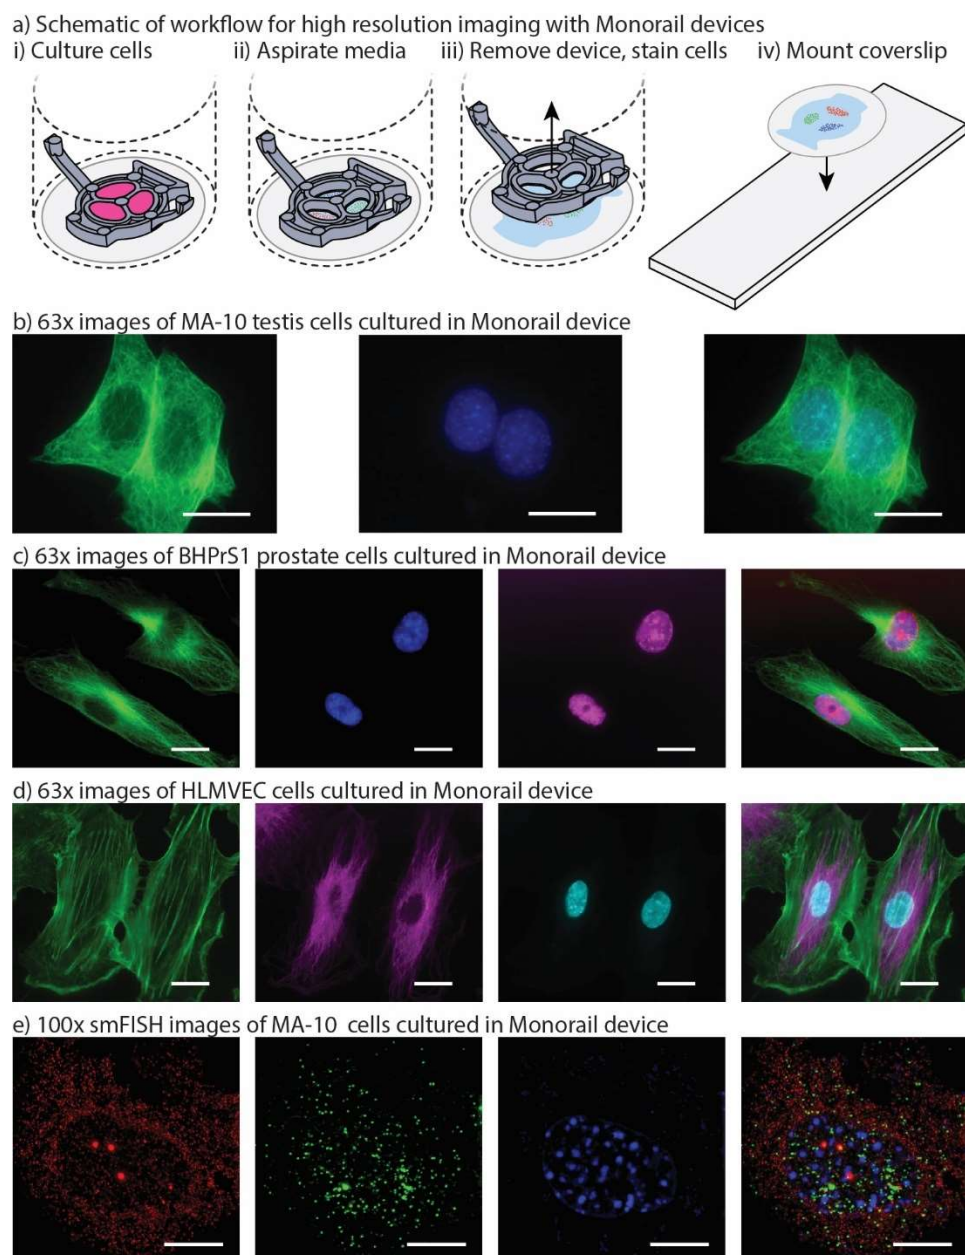 a) Schematic of workflow for high resolution imaging with Monorail devices
i) Culture cells ii) Aspirate media iii) Remove device, stain cells iv) Mount coverslip
b) 63x images of MA-10 testis cells cultured in Monorail device
c) 63x images of BHPrS1 prostate cells cultured in Monorail device
d) 63x images of HLMVEC cells cultured in Monorail device
e) 100x smFISH images of MA-10 cells cultured in Monorail device